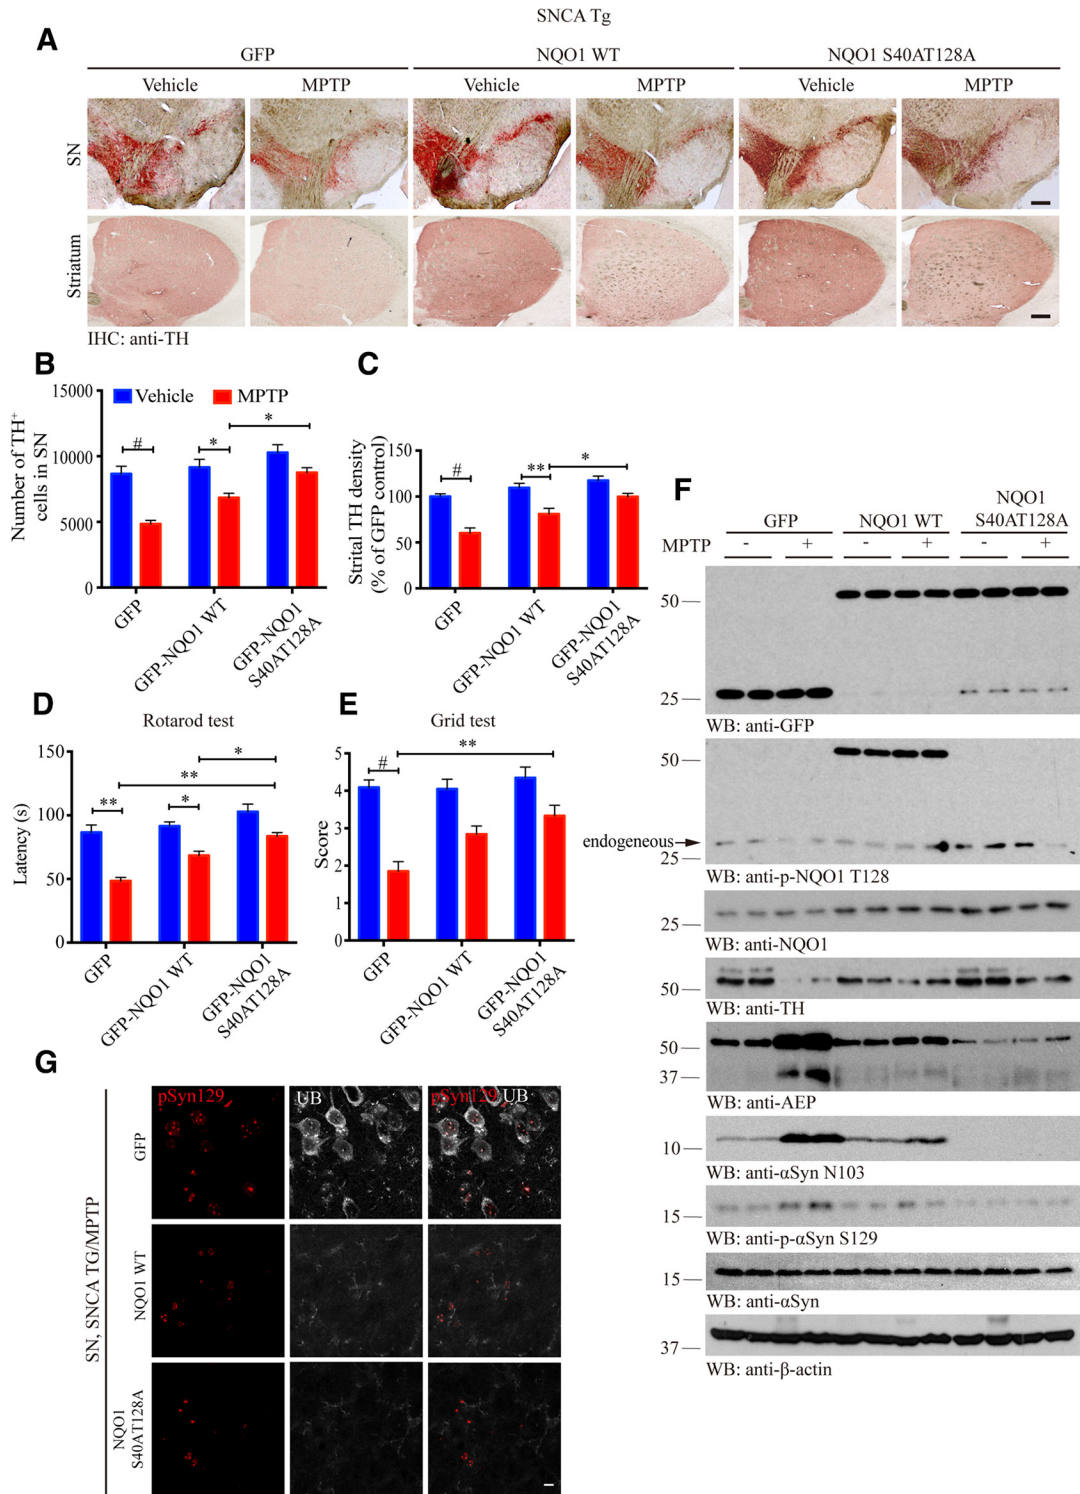 SNCA Tg
A
GFP
NQO1 WT
NQO1 S40AT128A
Vehicle
MPTP
Vehicle
MPTP
Vehicle
MPTP
SN
Striatum
IHC: anti-TH
B
Number of TH+
cells in SN
15000
10000
5000
0
Vehicle
MPTP
#
*
*
GFP
GFP-NQO1 WT
GFP-NQO1
S40AT128A
C
Strital TH density
(% of GFP control)
150
100
50
0
#
**
*
GFP
GFP-NQO1 WT
GFP-NQO1
S40AT128A
D
Rotarod test
Latency (s)
150
100
50
0
**
*
**
*
GFP
GFP-NQO1 WT
GFP-NQO1
S40AT128A
E
Grid test
Score
5
4
3
2
1
0
#
**
GFP
GFP-NQO1 WT
GFP-NQO1
S40AT128A
F
GFP
NQO1 WT
NQO1
S40AT128A
MPTP - + - + - +
50
25
WB: anti-GFP
50
endogeneous
25
WB: anti-p-NQO1 T128
25
WB: anti-NQO1
50
WB: anti-TH
50
37
WB: anti-AEP
10
WB: anti-αSyn N103
15
WB: anti-p-αSyn S129
15
WB: anti-αSyn
37
WB: anti-β-actin
G
SN, SNCA TG/MPTP
pSyn129
UB
pSyn129 UB
GFP
NQO1 WT
NQO1
S40AT128A